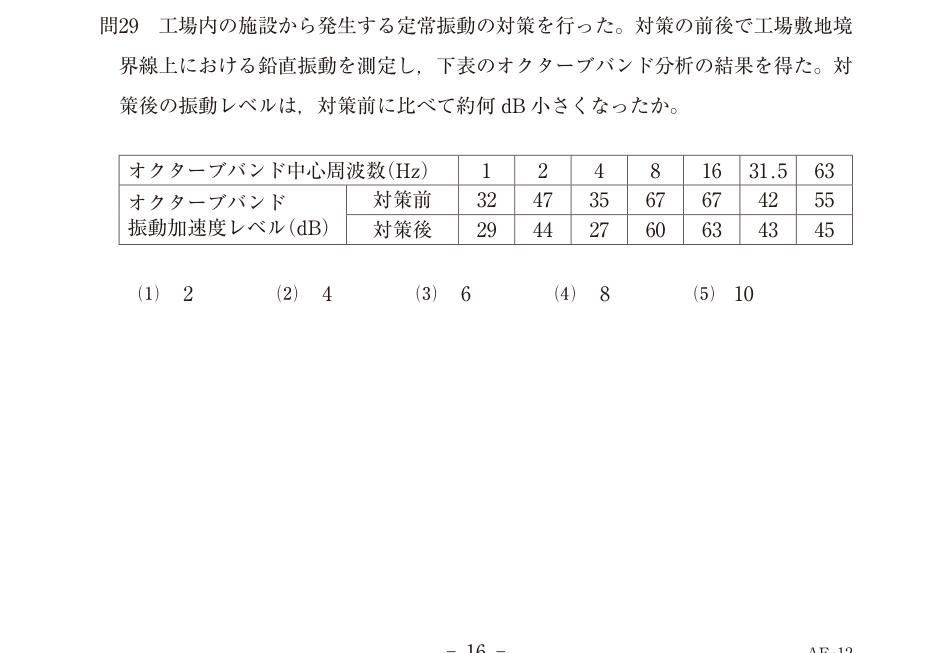 問29 工場内の施設から発生する定常振動の対策を行った。対策の前後で工場敷地境
界線上における鉛直振動を測定し，下表のオクターブバンド分析の結果を得た。対
策後の振動レベルは，対策前に比べて約何 dB 小さくなったか。
オクターブバンド中心周波数(Hz) 1 2 4 8 16 31.5 63
オクターブバンド
振動加速度レベル(dB)
対策前 32 47 35 67 67 42 55
対策後 29 44 27 60 63 43 45
(1) 2 (2) 4 (3) 6 (4) 8 (5) 10
− 16 −